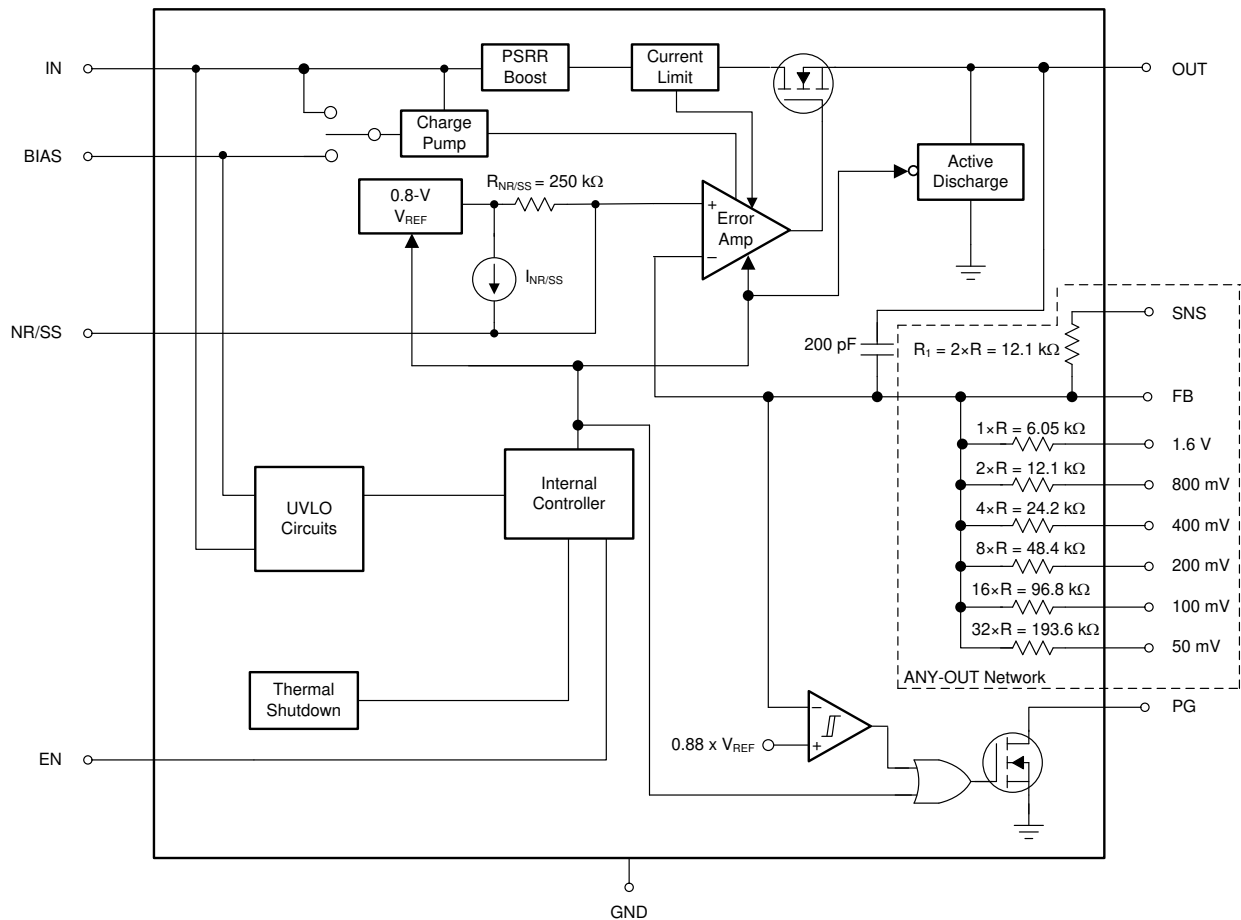 IN
PSRR
Boost
Current
Limit
OUT
Charge
Pump
BIAS
Active
Discharge
0.8-V
V_REF
R_NR/SS = 250 kΩ
+
Error
Amp
−
I_NR/SS
NR/SS
SNS
200 pF
R₁ = 2×R = 12.1 kΩ
FB
1×R = 6.05 kΩ
1.6 V
2×R = 12.1 kΩ
800 mV
4×R = 24.2 kΩ
400 mV
8×R = 48.4 kΩ
200 mV
16×R = 96.8 kΩ
100 mV
32×R = 193.6 kΩ
50 mV
ANY-OUT Network
UVLO
Circuits
Internal
Controller
Thermal
Shutdown
PG
−
0.88 x V_REF
+
EN
GND